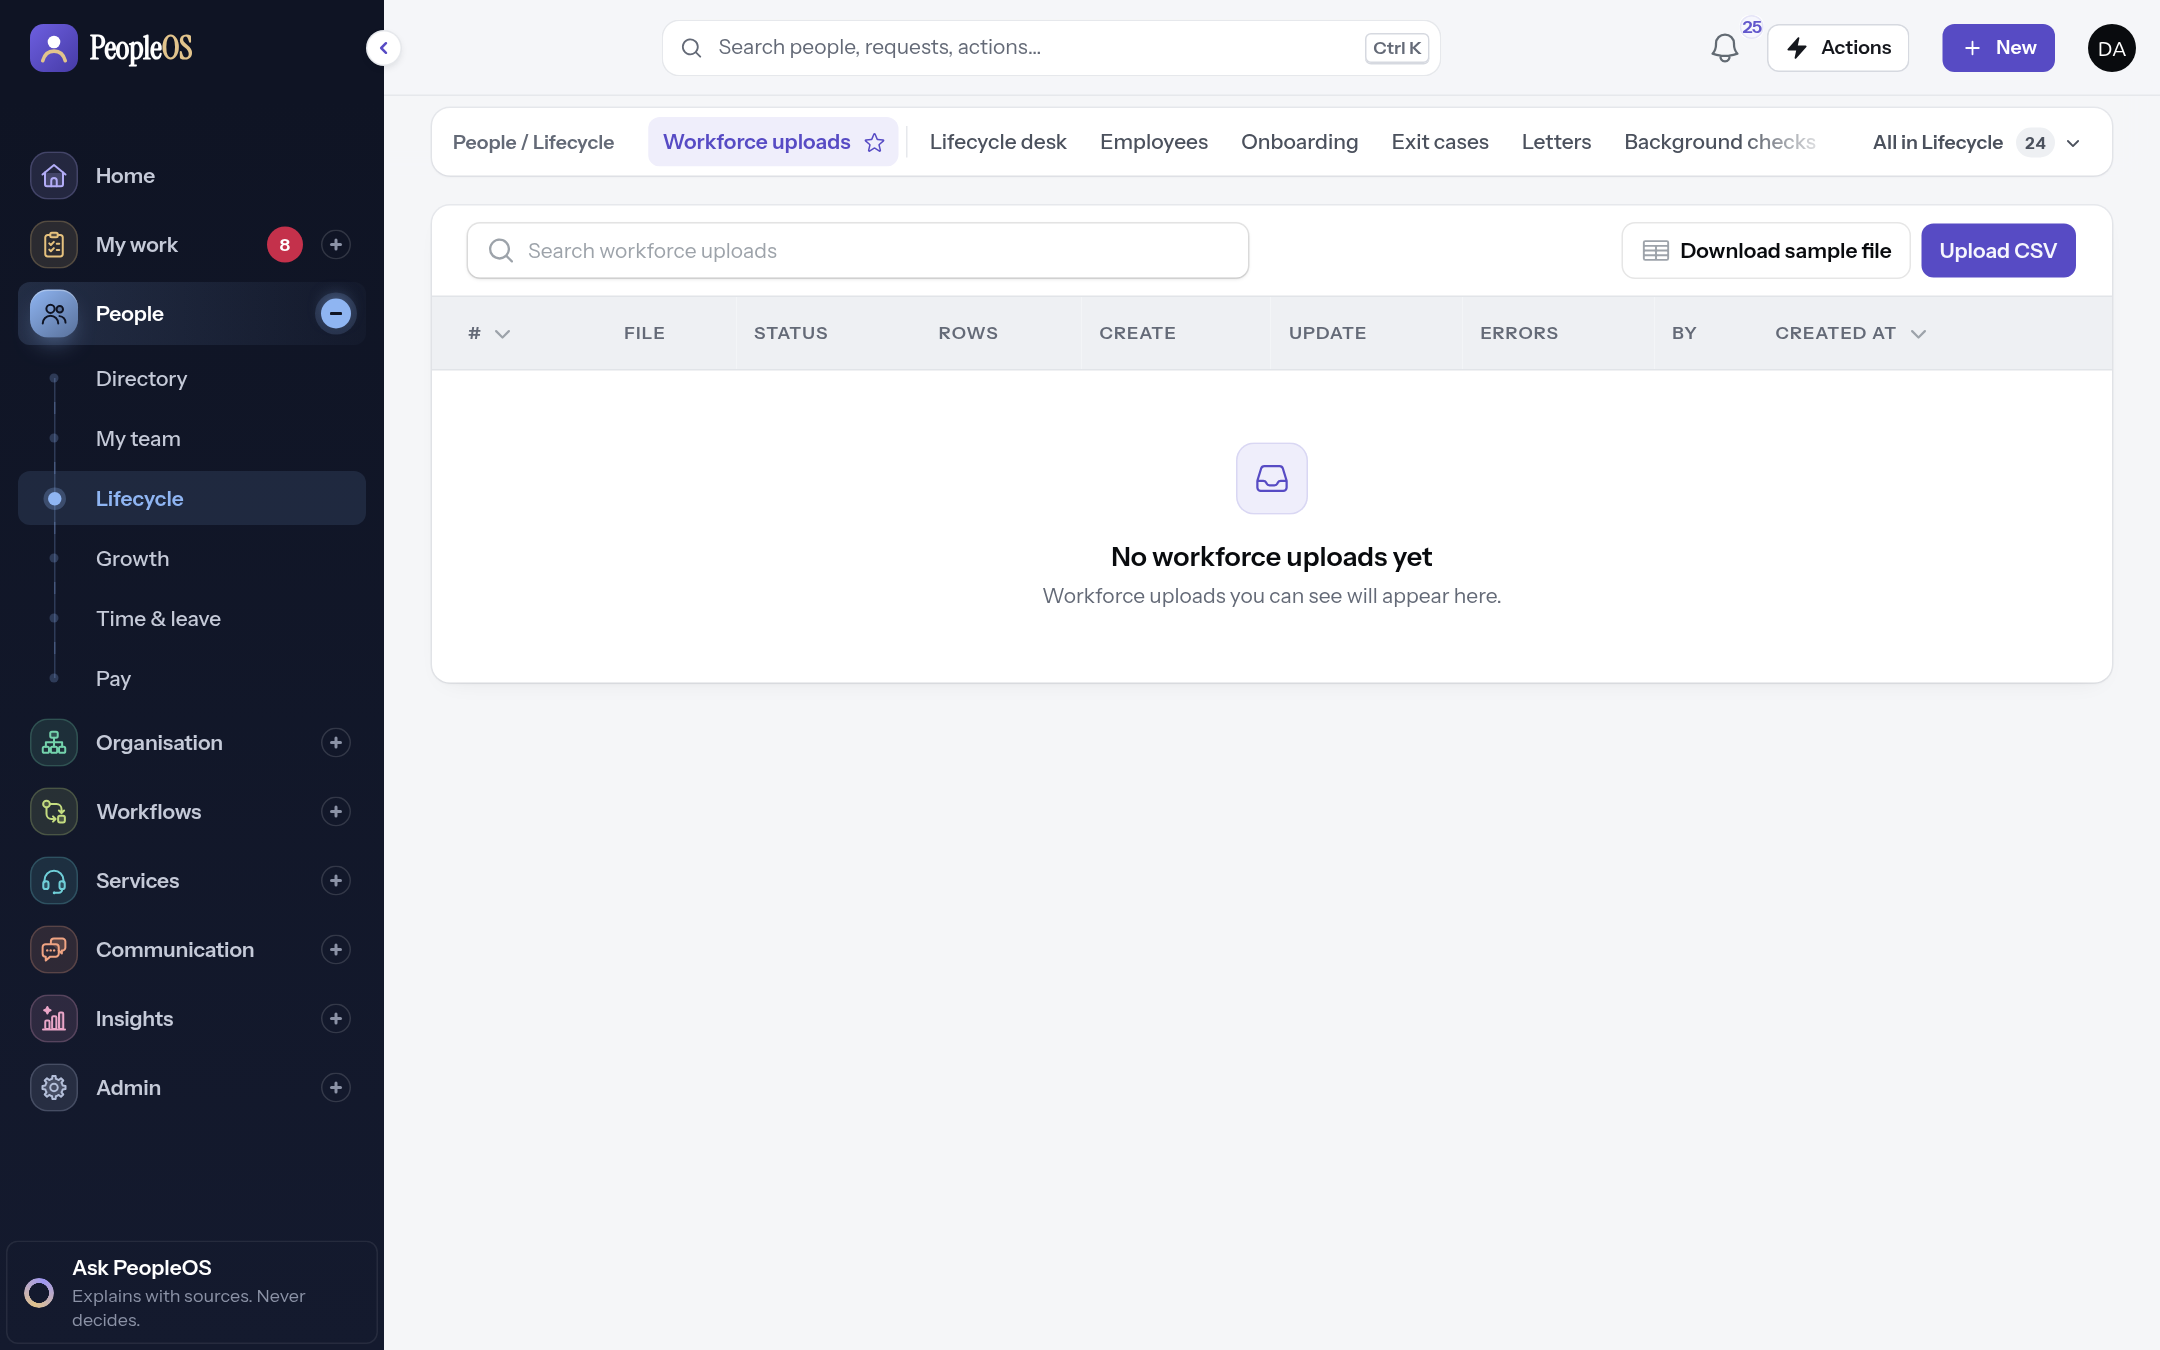 PeopleOS
Search people, requests, actions...
Ctrl K
25
Actions
New
DA
Home
My work
8
People
Directory
My team
Lifecycle
Growth
Time & leave
Pay
Organisation
Workflows
Services
Communication
Insights
Admin
Ask PeopleOS
Explains with sources. Never
decides.
People / Lifecycle
Workforce uploads
Lifecycle desk
Employees
Onboarding
Exit cases
Letters
Background checks
All in Lifecycle
24
Search workforce uploads
Download sample file
Upload CSV
# FILE STATUS ROWS CREATE UPDATE ERRORS BY CREATED AT
No workforce uploads yet
Workforce uploads you can see will appear here.